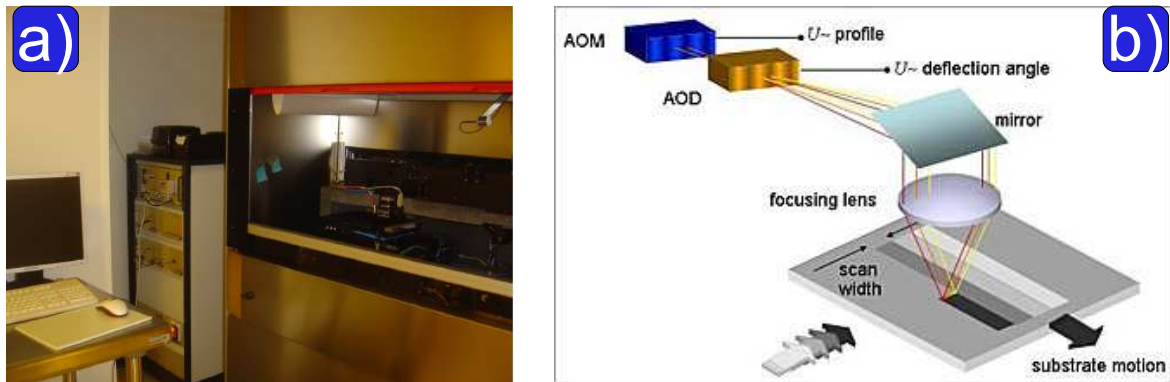 a)
b)
AOM
U~ profile
U~ deflection angle
AOD
mirror
focusing lens
scan
width
substrate motion